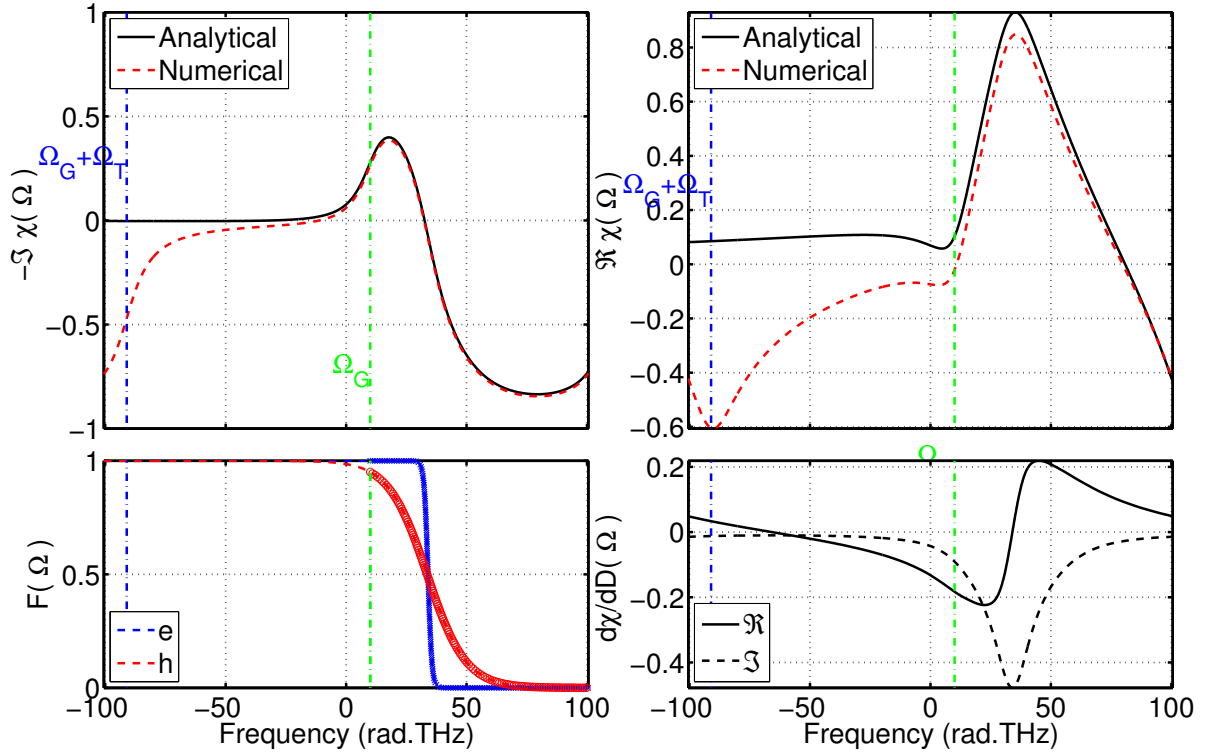 1
0.5
0
−0.5
−1
−ℑ χ( Ω )
Analytical
Numerical
Ω_G+Ω_T
Ω_G
0.8
0.6
0.4
0.2
0
−0.2
−0.4
−0.6
ℜ χ( Ω )
Analytical
Numerical
Ω_G+Ω_T
1
0.5
0
F( Ω )
e
h
−100
−50
0
50
100
Frequency (rad.THz)
0.2
0
−0.2
−0.4
dχ/dD( Ω )
ℜ
ℑ
−100
−50
0
50
100
Frequency (rad.THz)